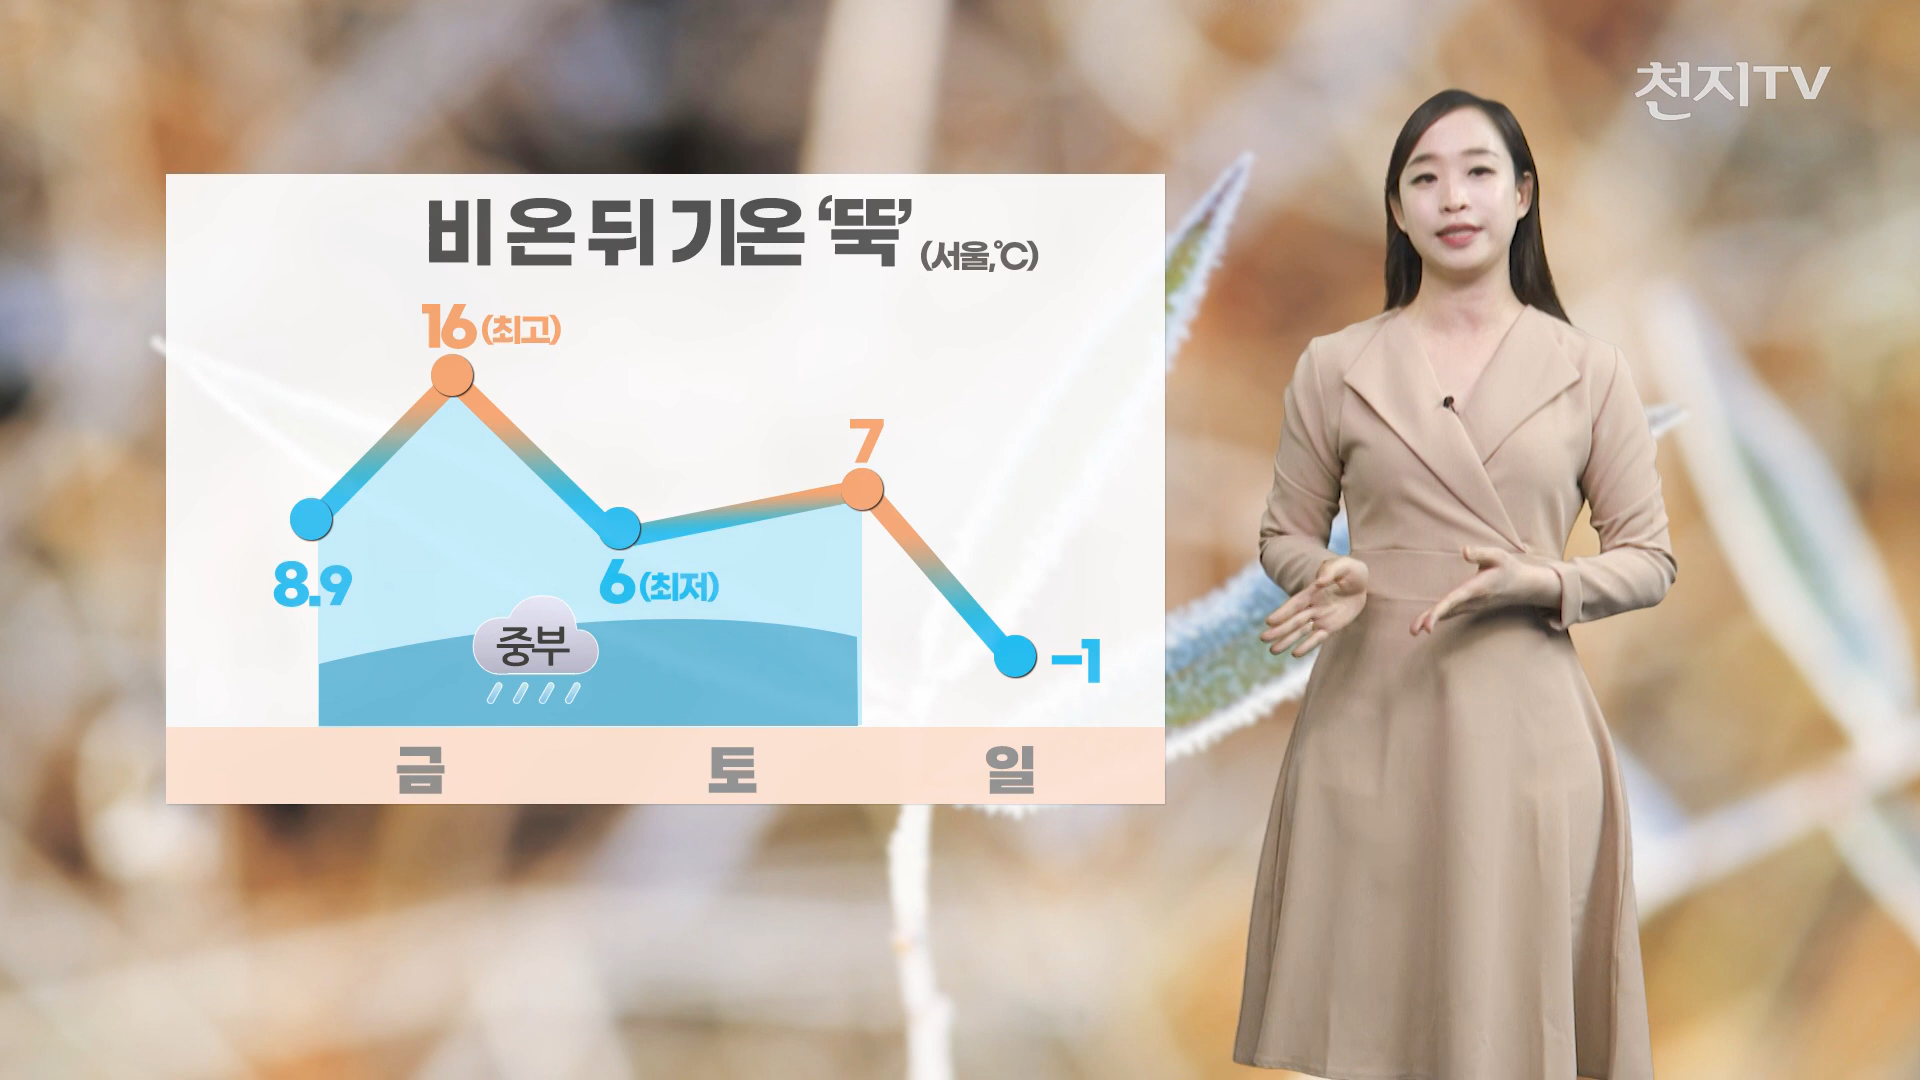 천지TV
비 온 뒤 기온 ‘뚝’ (서울,℃)
16 (최고)
7
8.9
6 (최저)
-1
중부
금 토 일